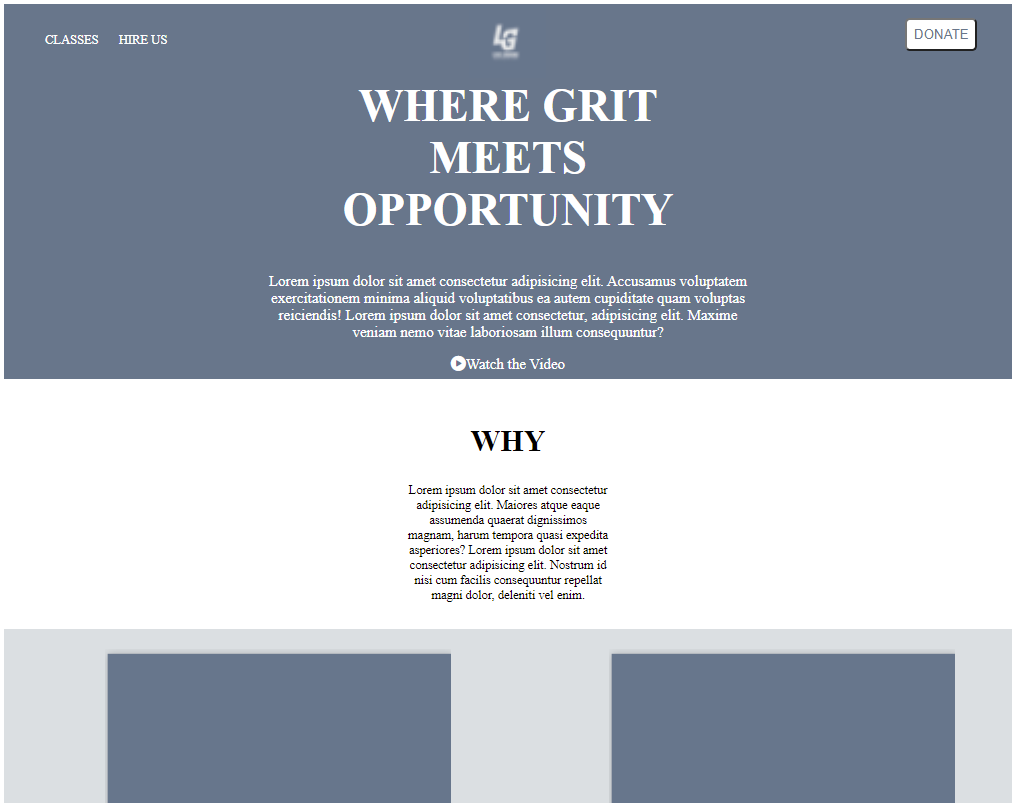 CLASSES HIRE US
LG
DONATE
WHERE GRIT
MEETS
OPPORTUNITY
Lorem ipsum dolor sit amet consectetur adipisicing elit. Accusamus voluptatem
exercitationem minima aliquid voluptatibus ea autem cupiditate quam voluptas
reiciendis! Lorem ipsum dolor sit amet consectetur, adipisicing elit. Maxime
veniam nemo vitae laboriosam illum consequuntur?
Watch the Video
WHY
Lorem ipsum dolor sit amet consectetur
adipisicing elit. Maiores atque eaque
assumenda quaerat dignissimos
magnam, harum tempora quasi expedita
asperiores? Lorem ipsum dolor sit amet
consectetur adipisicing elit. Nostrum id
nisi cum facilis consequuntur repellat
magni dolor, deleniti vel enim.